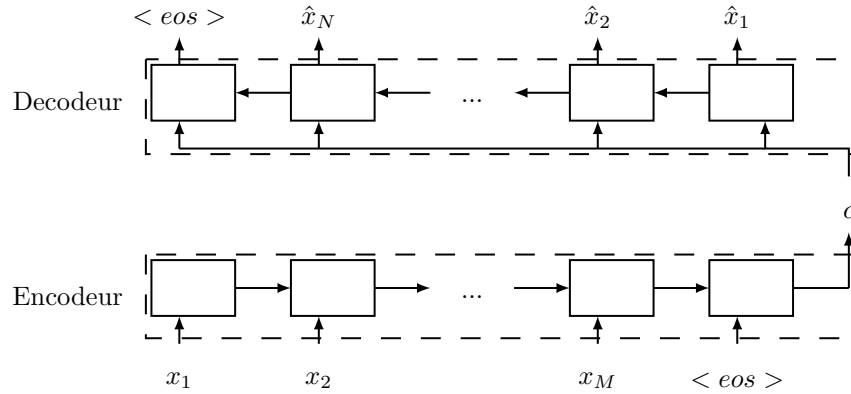 < eos > x̂_N x̂_2 x̂_1
Decodeur
...
Encodeur
...
x_1 x_2 x_M < eos >